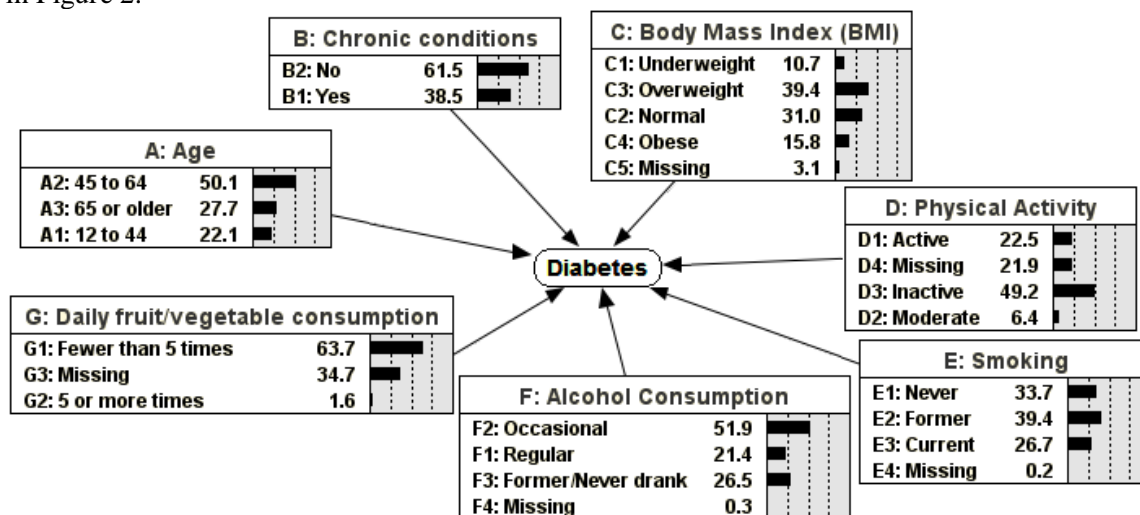 in Figure 2.
B: Chronic conditions
B2: No 61.5
B1: Yes 38.5
C: Body Mass Index (BMI)
C1: Underweight 10.7
C3: Overweight 39.4
C2: Normal 31.0
C4: Obese 15.8
C5: Missing 3.1
A: Age
A2: 45 to 64 50.1
A3: 65 or older 27.7
A1: 12 to 44 22.1
D: Physical Activity
D1: Active 22.5
D4: Missing 21.9
D3: Inactive 49.2
D2: Moderate 6.4
Diabetes
G: Daily fruit/vegetable consumption
G1: Fewer than 5 times 63.7
G3: Missing 34.7
G2: 5 or more times 1.6
F: Alcohol Consumption
F2: Occasional 51.9
F1: Regular 21.4
F3: Former/Never drank 26.5
F4: Missing 0.3
E: Smoking
E1: Never 33.7
E2: Former 39.4
E3: Current 26.7
E4: Missing 0.2